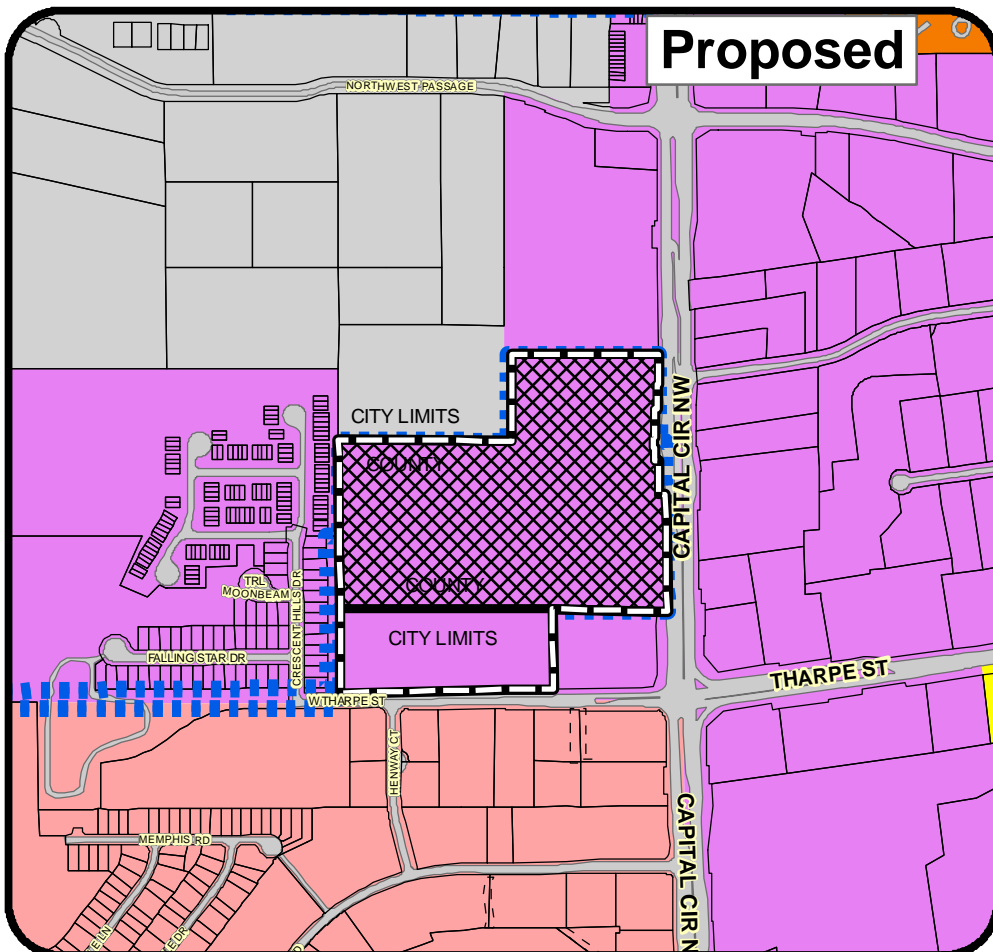 Proposed
NORTHWEST PASSAGE
CITY LIMITS
COUNTY
CAPITAL CIR NW
COUNTY
TRL
MOONBEAM
CRESCENT HILLS DR
CITY LIMITS
FALLING STAR DR
THARPE ST
W THARPE ST
HENWAY CT
CAPITAL CIR N
MEMPHIS RD